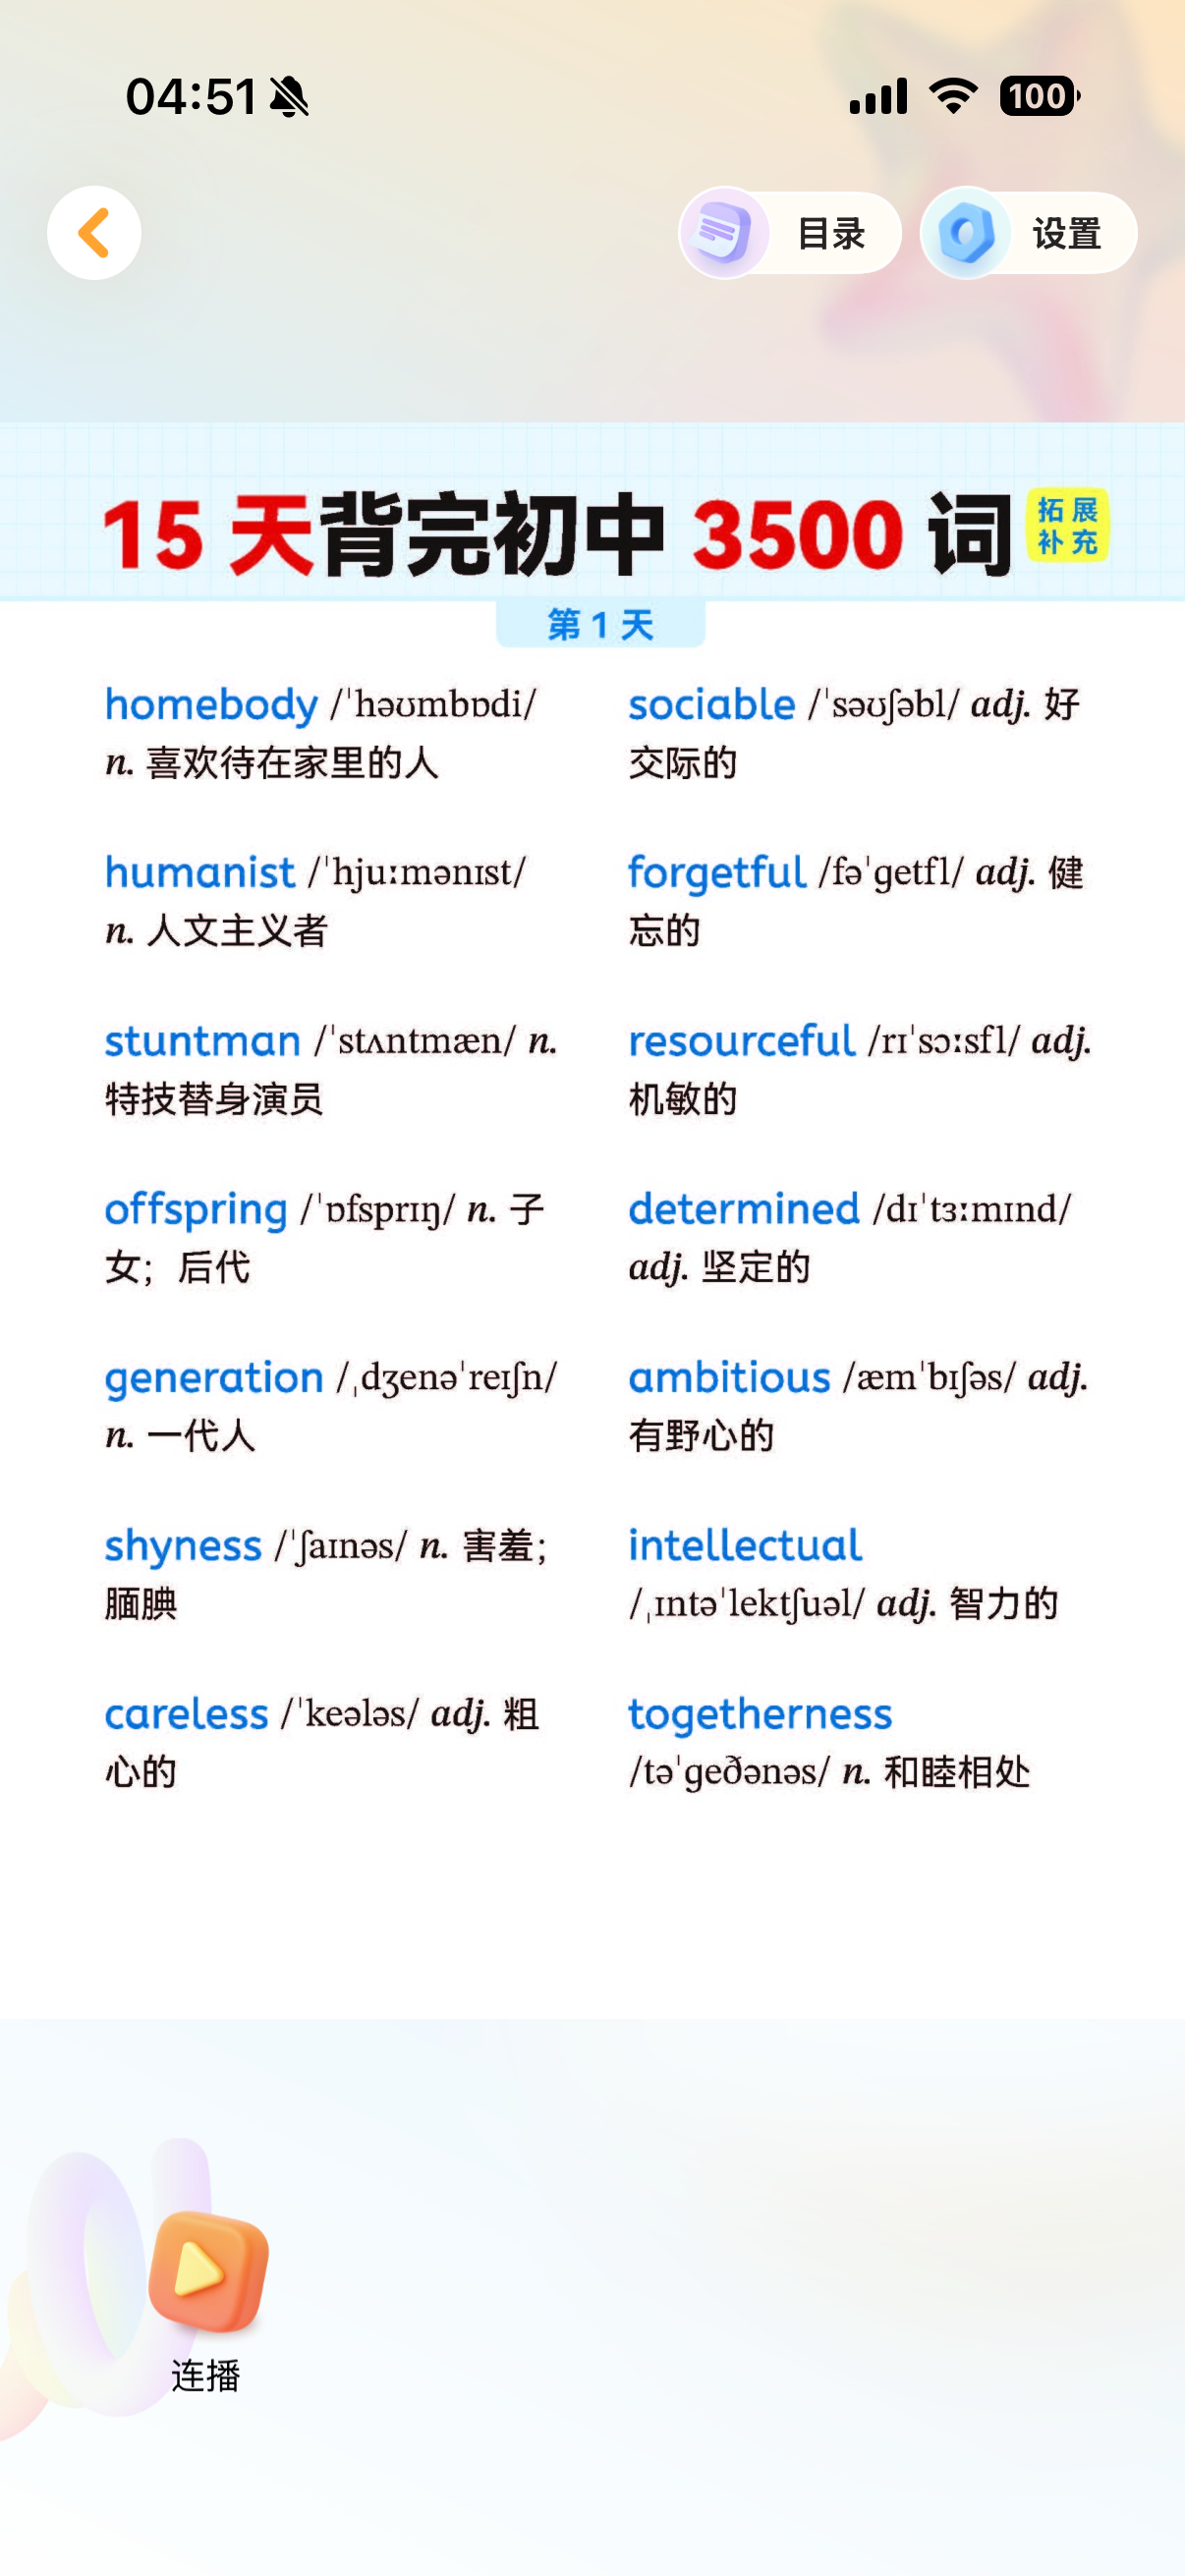 04:51
100
目录
设置
15 天背完初中 3500 词
拓展
补充
第 1 天
homebody /ˈhəʊmbɒdi/
n. 喜欢待在家里的人
humanist /ˈhjuːmənɪst/
n. 人文主义者
stuntman /ˈstʌntmæn/ n.
特技替身演员
offspring /ˈɒfsprɪŋ/ n. 子
女；后代
generation /ˌdʒenəˈreɪʃn/
n. 一代人
shyness /ˈʃaɪnəs/ n. 害羞；
腼腆
careless /ˈkeələs/ adj. 粗
心的
sociable /ˈsəʊʃəbl/ adj. 好
交际的
forgetful /fəˈɡetfl/ adj. 健
忘的
resourceful /rɪˈsɔːsfl/ adj.
机敏的
determined /dɪˈtɜːmɪnd/
adj. 坚定的
ambitious /æmˈbɪʃəs/ adj.
有野心的
intellectual
/ˌɪntəˈlektʃuəl/ adj. 智力的
togetherness
/təˈɡeðənəs/ n. 和睦相处
连播